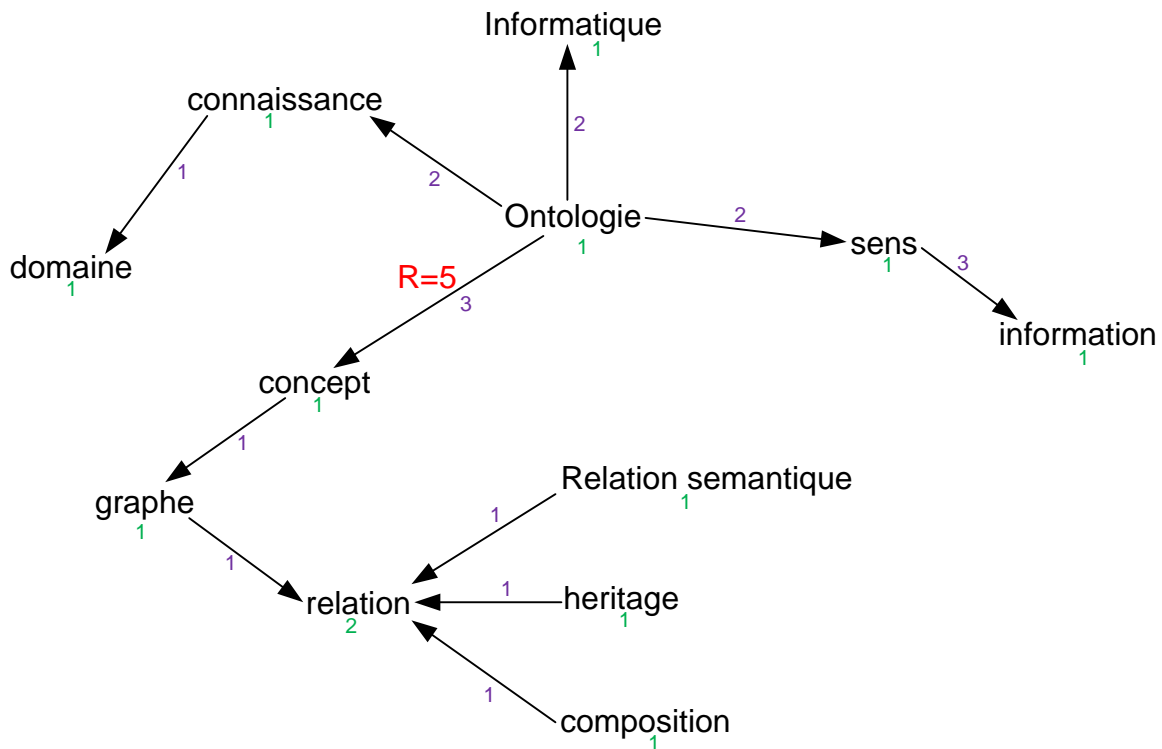 Informatique
1
connaissance
1
2
1
2
Ontologie
1
2
sens
1
3
domaine
1
R=5
3
information
1
concept
1
1
graphe
1
Relation semantique
1
1
1
relation
2
1
heritage
1
1
composition
1